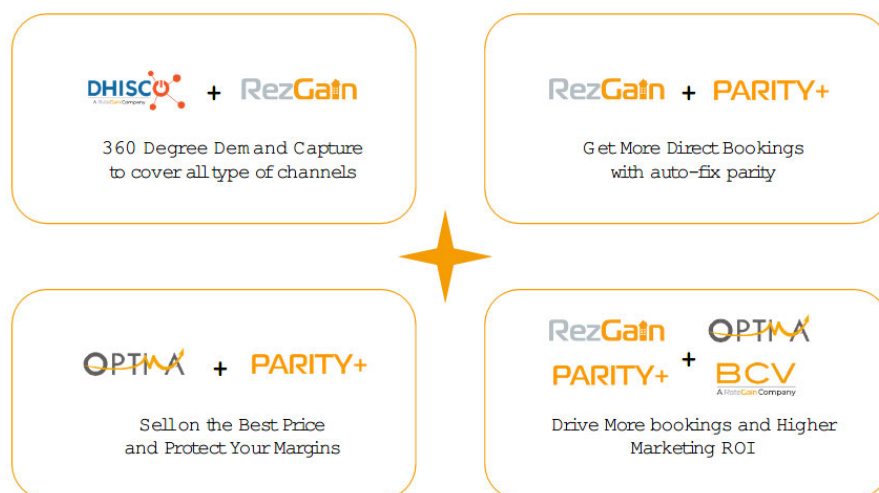 DHISCO
A RateGain Company
+
RezGain
360 Degree Demand Capture
to cover all type of channels
RezGain + PARITY+
Get More Direct Bookings
with auto-fix parity
OPTIMA + PARITY+
Sell on the Best Price
and Protect Your Margins
RezGain
PARITY+
+
OPTIMA
BCV
A RateGain Company
Drive More bookings and Higher
Marketing ROI